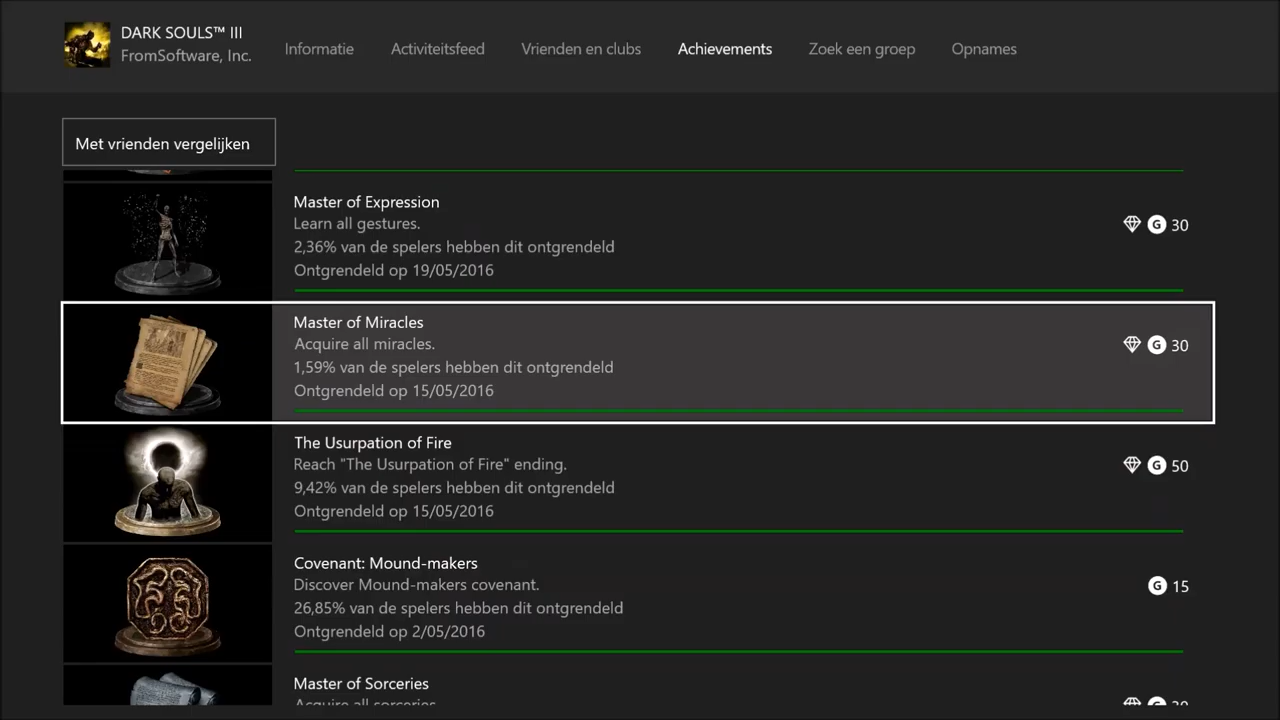 DARK SOULS™ III
FromSoftware, Inc.
Informatie
Activiteitsfeed
Vrienden en clubs
Achievements
Zoek een groep
Opnames
Met vrienden vergelijken
Master of Expression
Learn all gestures.
2,36% van de spelers hebben dit ontgrendeld
Ontgrendeld op 19/05/2016
G 30
Master of Miracles
Acquire all miracles.
1,59% van de spelers hebben dit ontgrendeld
Ontgrendeld op 15/05/2016
G 30
The Usurpation of Fire
Reach "The Usurpation of Fire" ending.
9,42% van de spelers hebben dit ontgrendeld
Ontgrendeld op 15/05/2016
G 50
Covenant: Mound-makers
Discover Mound-makers covenant.
26,85% van de spelers hebben dit ontgrendeld
Ontgrendeld op 2/05/2016
G 15
Master of Sorceries
Acquire all sorceries